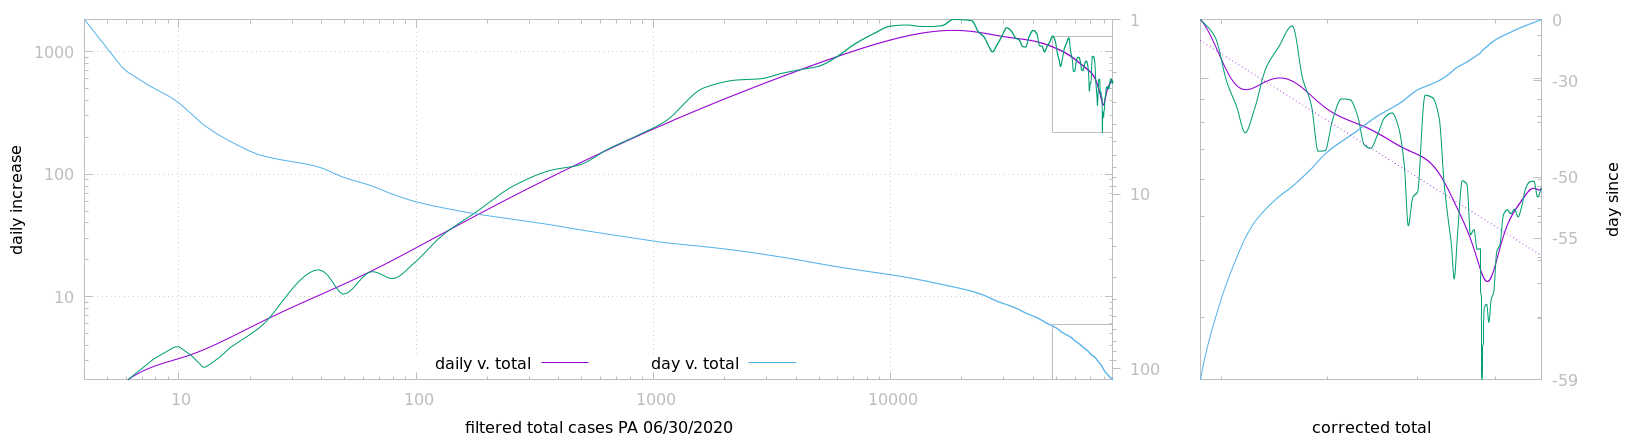 daily increase
1000
100
10
10
100
1000
10000
1
10
100
daily v. total
day v. total
filtered total cases PA 06/30/2020
0
-30
-50
-55
-59
day since
corrected total